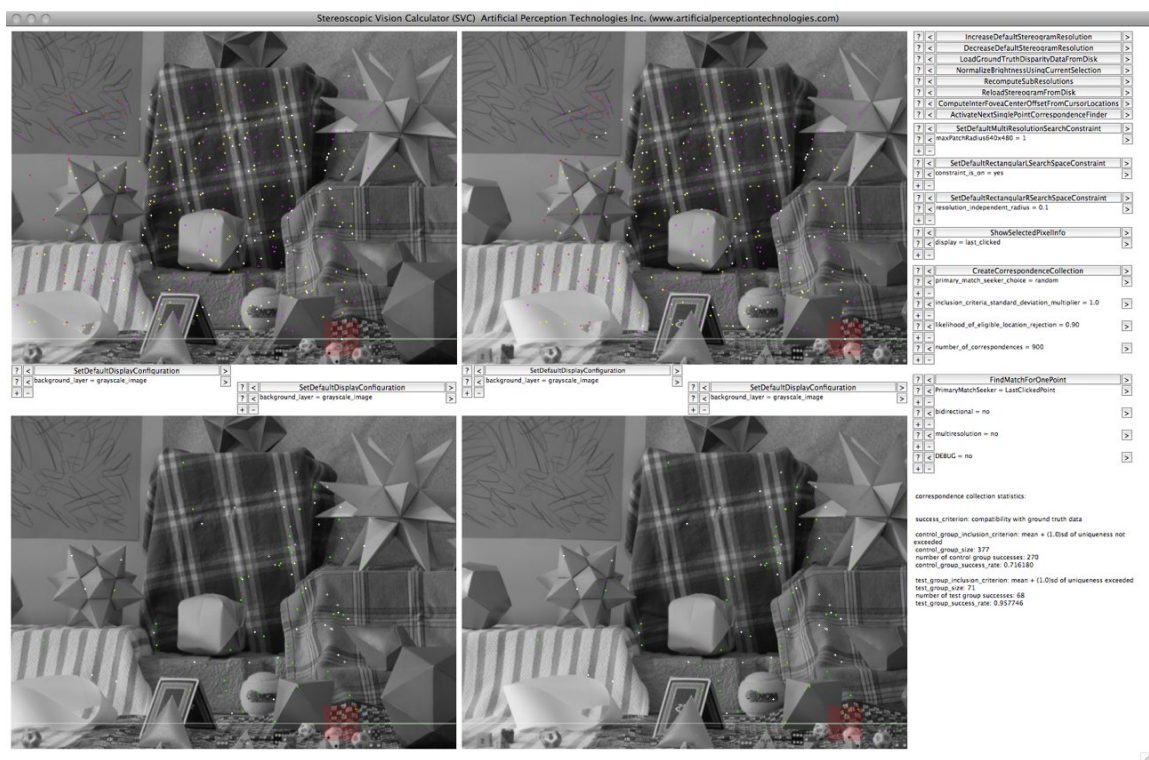 Stereoscopic Vision Calculator (SVC) Artificial Perception Technologies Inc. (www.artificialperceptiontechnologies.com)
? < IncreaseDefaultStereogramResolution >
? < DecreaseDefaultStereogramResolution >
? < LoadGroundTruthDisparityDataFromDisk >
? < NormalizeBrightnessUsingCurrentSelection >
? < RecomputeSubResolutions >
? < ReloadStereogramFromDisk >
? < ComputeInterFoveaCenterOffsetFromCursorLocations >
? < ActivateNextSinglePointCorrespondenceFinder >
? < SetDefaultMultiResolutionSearchConstraint >
? < maxPatchRadius640x480 = 1 >
+ -
? < SetDefaultRectangularLSearchSpaceConstraint >
? < constraint_is_on = yes >
+ -
? < SetDefaultRectangularRSearchSpaceConstraint >
? < resolution_independent_radius = 0.1 >
+ -
? < ShowSelectedPixelInfo >
? < display = last_clicked >
+ -
? < CreateCorrespondenceCollection >
? < primary_match_seeker_choice = random >
+ -
? < inclusion_criteria_standard_deviation_multiplier = 1.0 >
+ -
? < likelihood_of_eligible_location_rejection = 0.90 >
+ -
? < number_of_correspondences = 900 >
+ -
? < SetDefaultDisplayConfiguration >
? < background_layer = grayscale_image >
+ -
? < SetDefaultDisplayConfiguration >
? < background_layer = grayscale_image >
+ -
? < SetDefaultDisplayConfiguration >
? < background_layer = grayscale_image >
+ -
? < SetDefaultDisplayConfiguration >
? < background_layer = grayscale_image >
+ -
? < FindMatchForOnePoint >
? < PrimaryMatchSeeker = LastClickedPoint >
+ -
? < bidirectional = no >
+ -
? < multiresolution = no >
+ -
? < DEBUG = no >
+ -
correspondence collection statistics:
success_criterion: compatibility with ground truth data
control_group_inclusion_criterion: mean + (1.0)sd of uniqueness not
exceeded
control_group_size: 377
number of control group successes: 270
control_group_success_rate: 0.716180
test_group_inclusion_criterion: mean + (1.0)sd of uniqueness exceeded
test_group_size: 71
number of test group successes: 68
test_group_success_rate: 0.957746